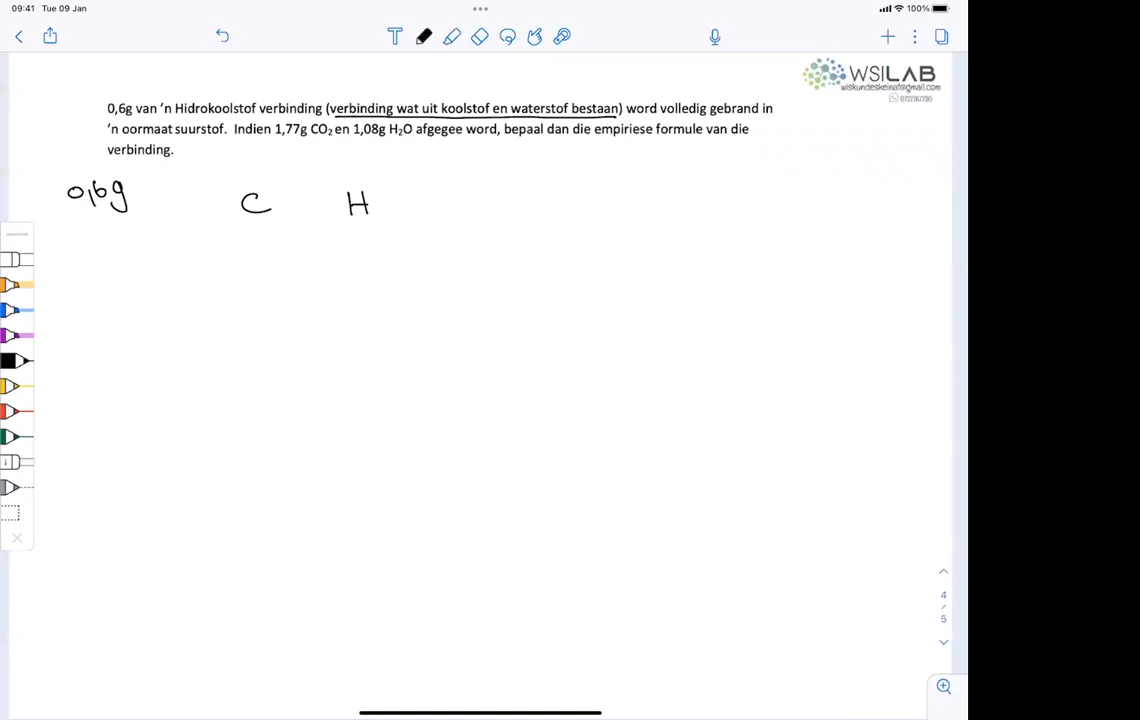 09:41 Tue 09 Jan
100%
WSILAB
wiskundeskeinat@gmail.com
0,6g van 'n Hidrokoolstof verbinding (verbinding wat uit koolstof en waterstof bestaan) word volledig gebrand in
'n oormaat suurstof. Indien 1,77g CO₂ en 1,08g H₂O afgegee word, bepaal dan die empiriese formule van die
verbinding.
0,6g C H
4
/
5